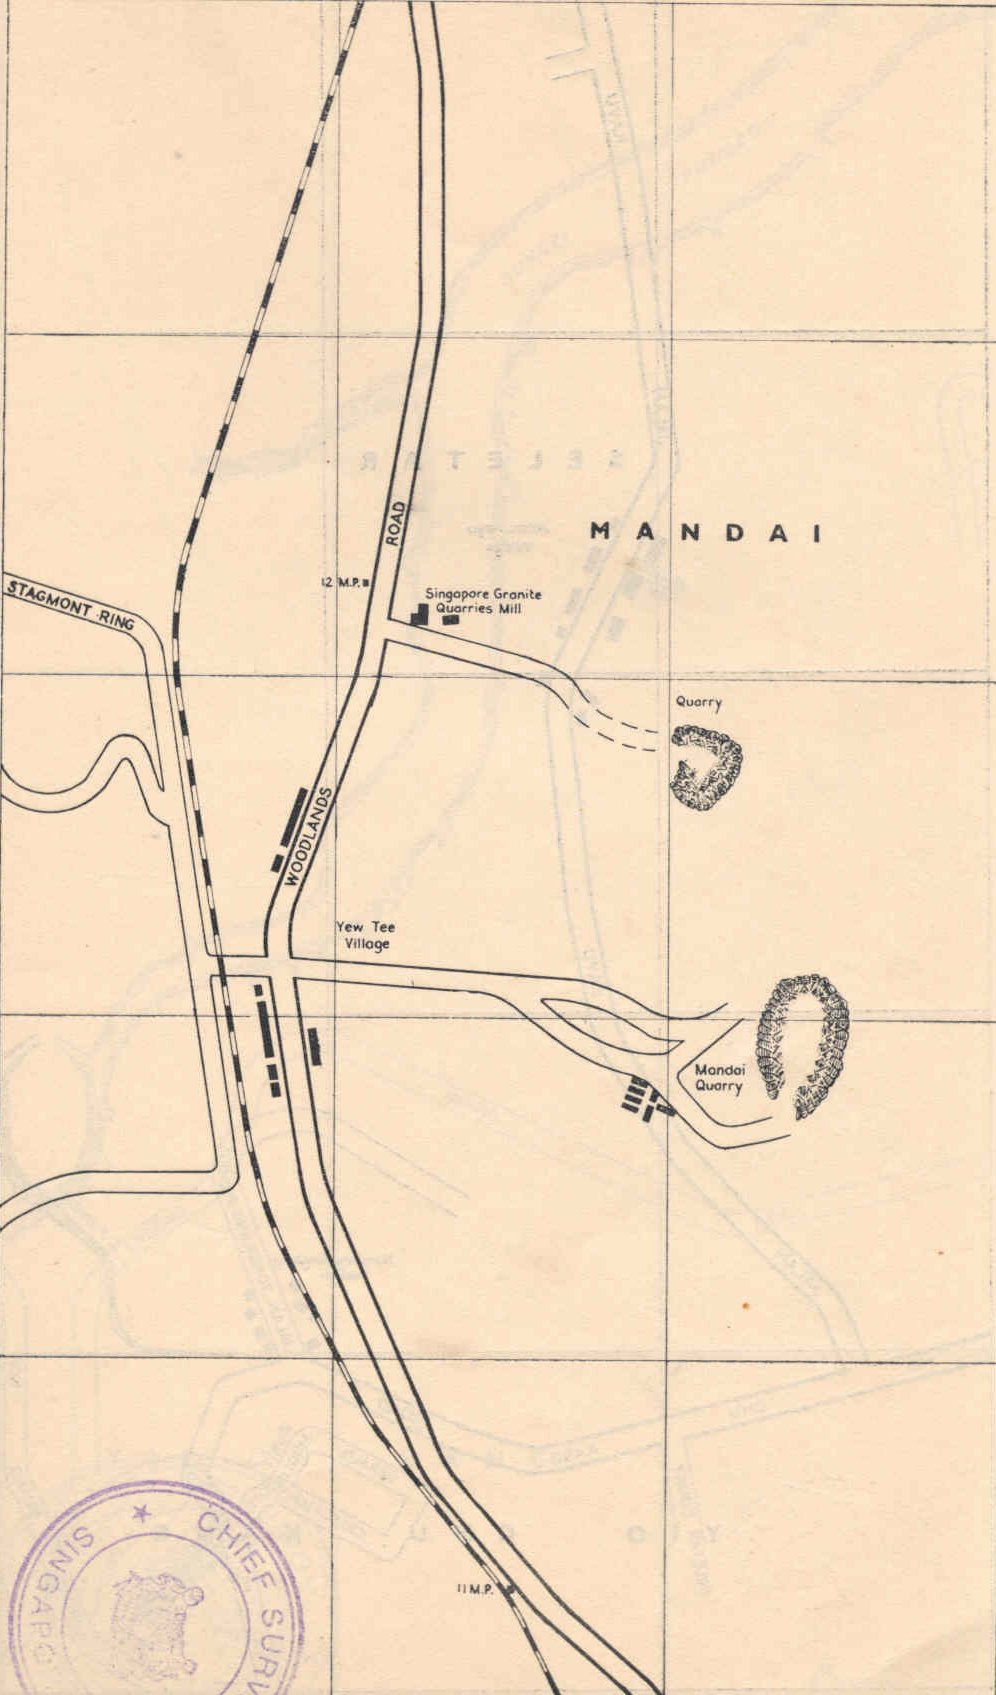 MANDAI
ROAD
12 M.P.
Singapore Granite
Quarries Mill
STAGMONT RING
Quarry
WOODLANDS
Yew Tee
Village
Mandai
Quarry
11 M.P.
CHIEF SURV
SINGAPO
SELETAR